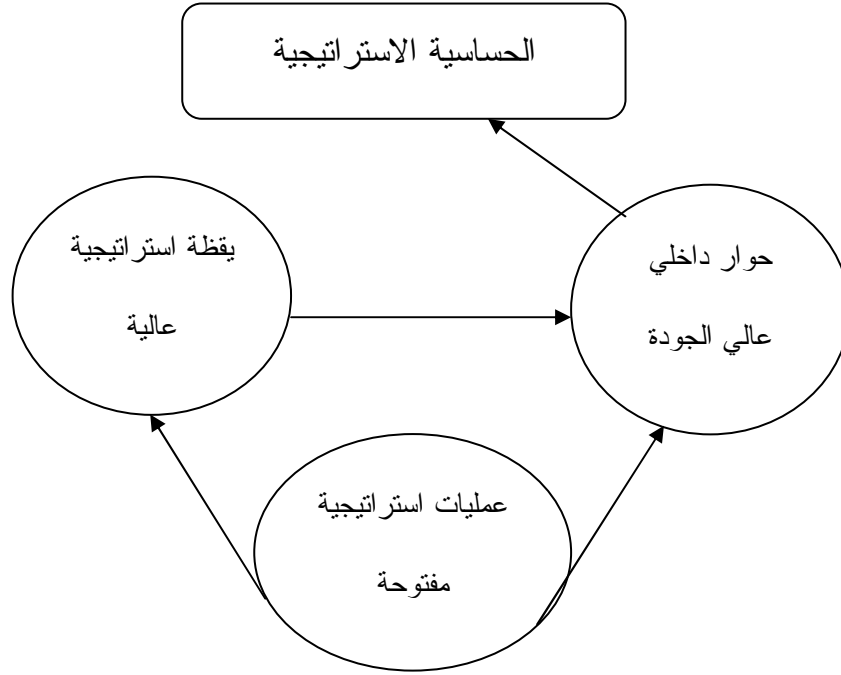 الحساسية الاستراتيجية
حوار داخلي
عالي الجودة
يقظة استراتيجية
عالية
عمليات استراتيجية
مفتوحة